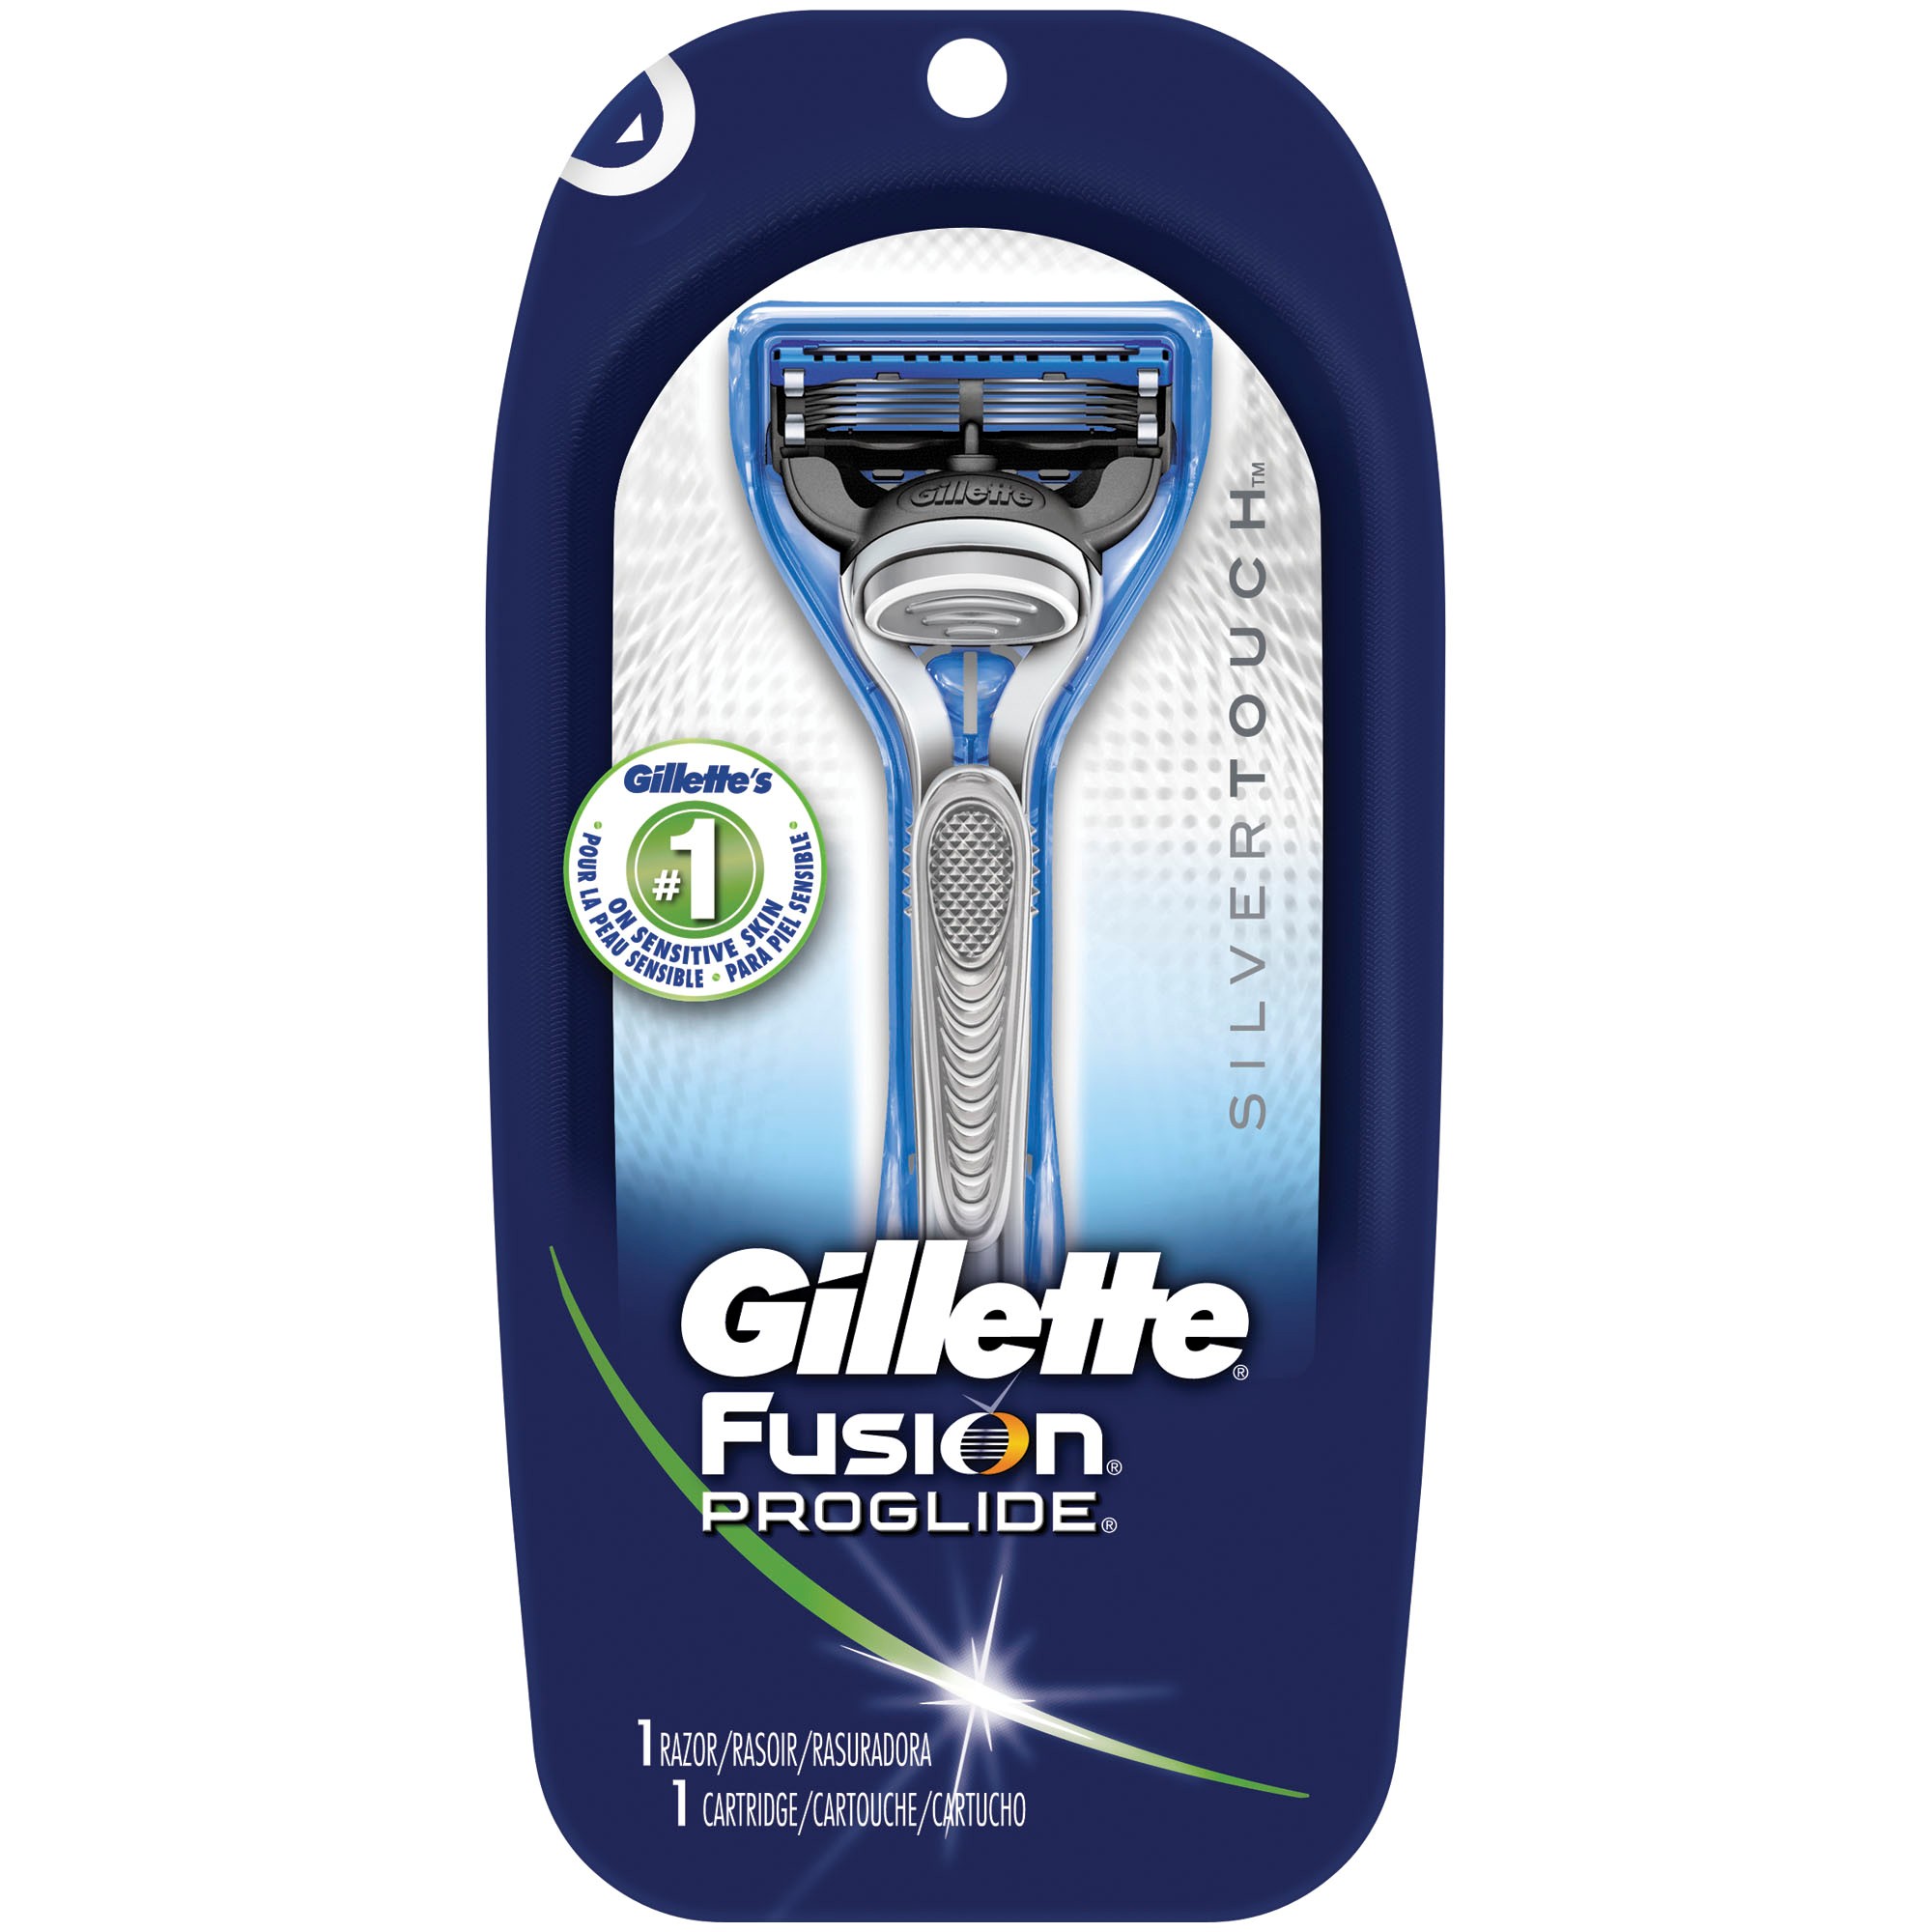 Gillette
SILVERTOUCH™
Gillette's
#1
ON SENSITIVE SKIN
• POUR LA PEAU SENSIBLE • PARA PIEL SENSIBLE •
Gillette®
FUSION®
PROGLIDE®
1 RAZOR/RASOIR/RASURADORA
1 CARTRIDGE/CARTOUCHE/CARTUCHO